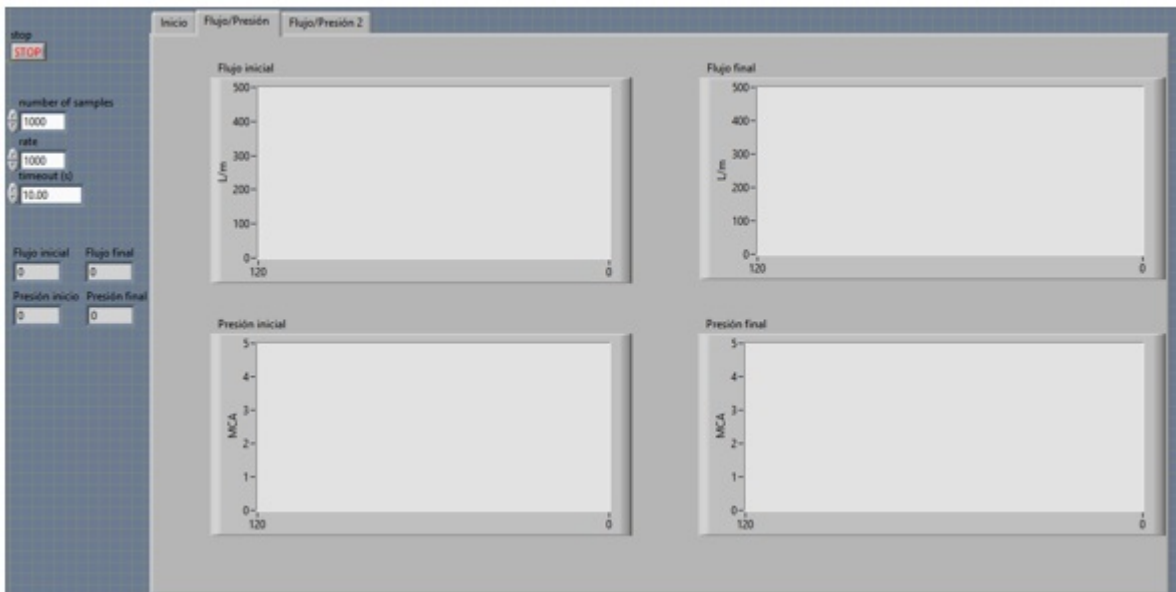 Inicio Flujo/Presión Flujo/Presión 2
stop
STOP
number of samples
1000
rate
1000
timeout (s)
10.00
Flujo inicial Flujo final
0 0
Presión inicio Presión final
0 0
Flujo inicial
500
400
300
200
100
0
L/m
120 0
Flujo final
500
400
300
200
100
0
L/m
120 0
Presión inicial
5
4
3
2
1
0
MCA
120 0
Presión final
5
4
3
2
1
0
MCA
120 0